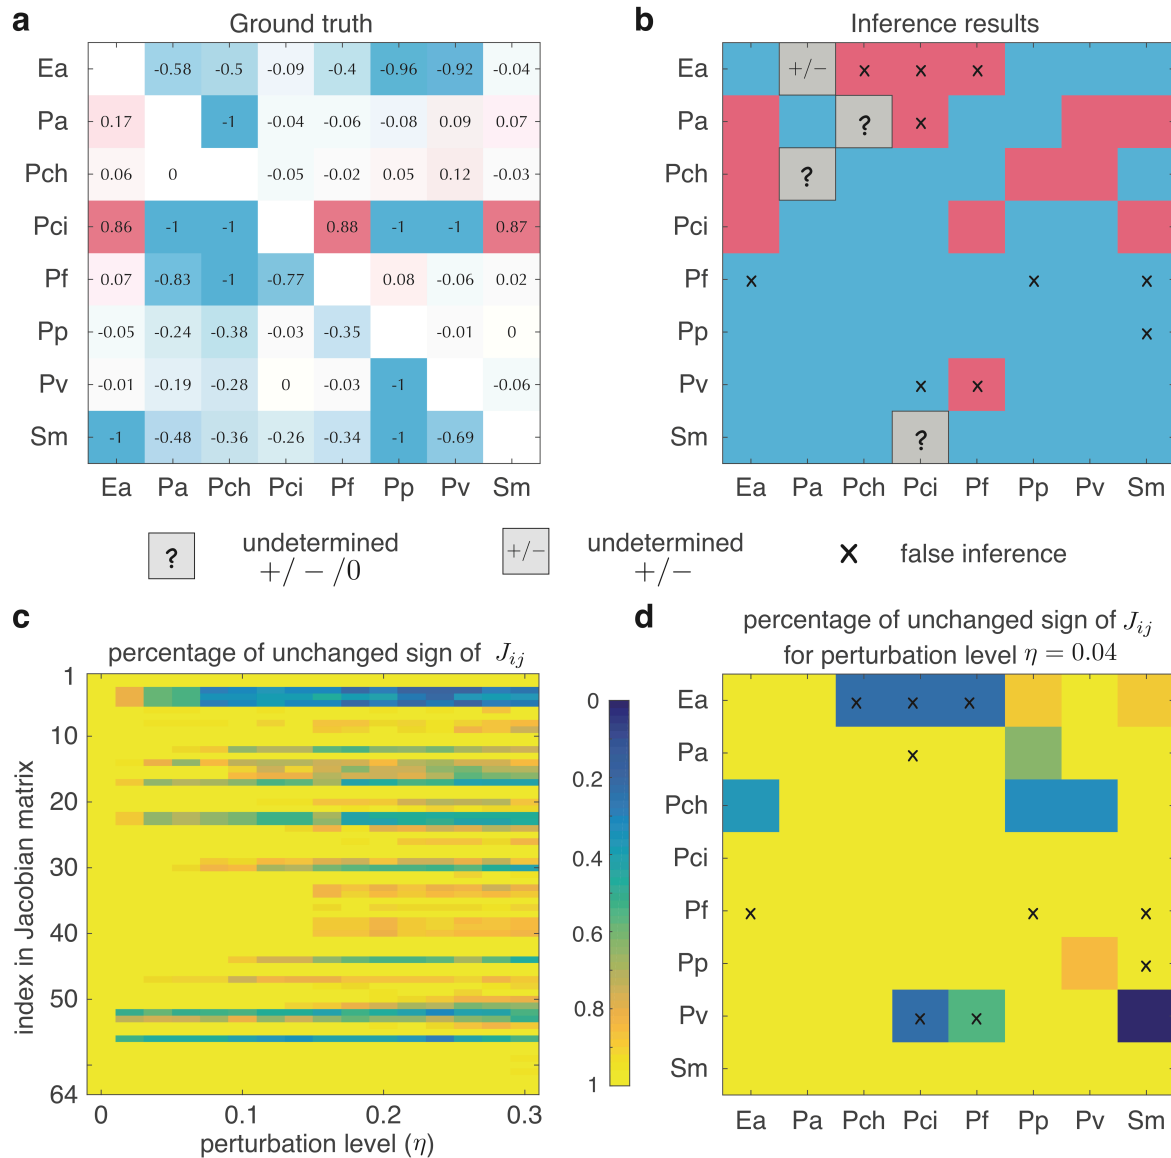 a Ground truth
Ea -0.58 -0.5 -0.09 -0.4 -0.96 -0.92 -0.04
Pa 0.17 -1 -0.04 -0.06 -0.08 0.09 0.07
Pch 0.06 0 -0.05 -0.02 0.05 0.12 -0.03
Pci 0.86 -1 -1 0.88 -1 -1 0.87
Pf 0.07 -0.83 -1 -0.77 0.08 -0.06 0.02
Pp -0.05 -0.24 -0.38 -0.03 -0.35 -0.01 0
Pv -0.01 -0.19 -0.28 0 -0.03 -1 -0.06
Sm -1 -0.48 -0.36 -0.26 -0.34 -1 -0.69
Ea Pa Pch Pci Pf Pp Pv Sm
b Inference results
Ea +/− × × ×
Pa ? ×
Pch ?
Pci
Pf × × ×
Pp ×
Pv × ×
Sm ?
Ea Pa Pch Pci Pf Pp Pv Sm
? undetermined
+/−/0
+/− undetermined
+/−
× false inference
c
percentage of unchanged sign of J_ij
index in Jacobian matrix
1
10
20
30
40
50
64
0 0.1 0.2 0.3
perturbation level (η)
0
0.2
0.4
0.6
0.8
1
d percentage of unchanged sign of J_ij
for perturbation level η = 0.04
Ea × × ×
Pa ×
Pch
Pci
Pf × × ×
Pp ×
Pv × ×
Sm
Ea Pa Pch Pci Pf Pp Pv Sm